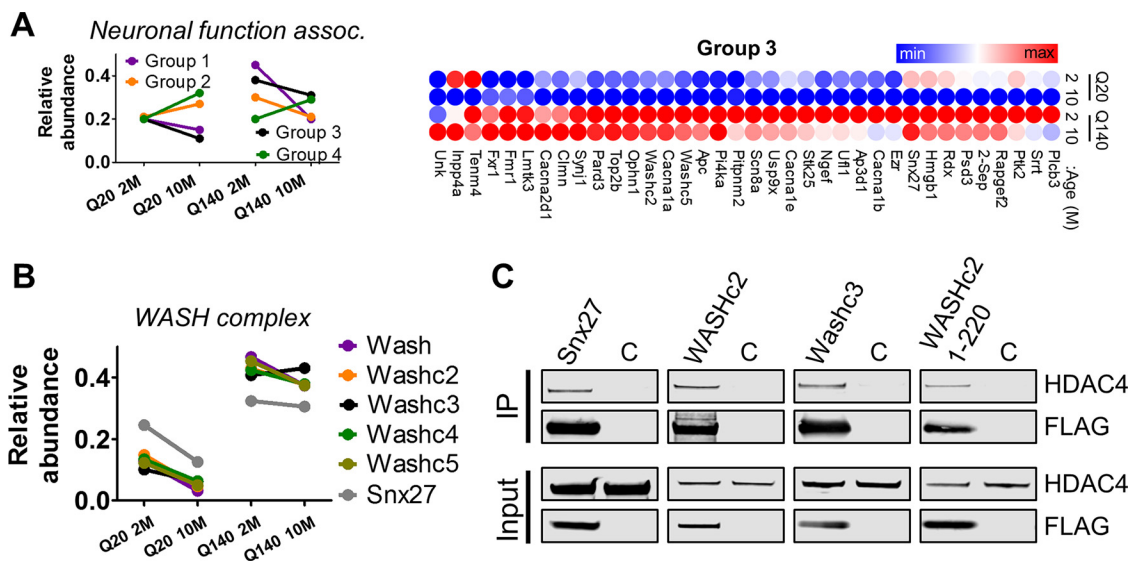 A
Neuronal function assoc.
Relative abundance
0.4
0.2
0.0
Group 1
Group 2
Group 3
Group 4
Q20 2M
Q20 10M
Q140 2M
Q140 10M
Group 3
min
max
2
10
2
10
Q20
Q140
:Age (M)
Unk
Inpp4a
Tenm4
Fxr1
Fmr1
Lmtk3
Cacna2d1
Clmn
Synj1
Pard3
Top2b
Ophn1
Washc2
Cacna1a
Washc5
Apc
Pi4ka
Pitpnm2
Scn8a
Usp9x
Cacna1e
Stk25
Ngef
Ufl1
Ap3d1
Cacna1b
Ezr
Snx27
Hmgb1
Rdx
Psd3
2-Sep
Rapgef2
Ptk2
Srrt
Plcb3
B
WASH complex
Relative abundance
0.4
0.2
0.0
Q20 2M
Q20 10M
Q140 2M
Q140 10M
Wash
Washc2
Washc3
Washc4
Washc5
Snx27
C
Snx27
C
WASHc2
C
Washc3
C
WASHc2 1-220
C
IP
HDAC4
FLAG
Input
HDAC4
FLAG